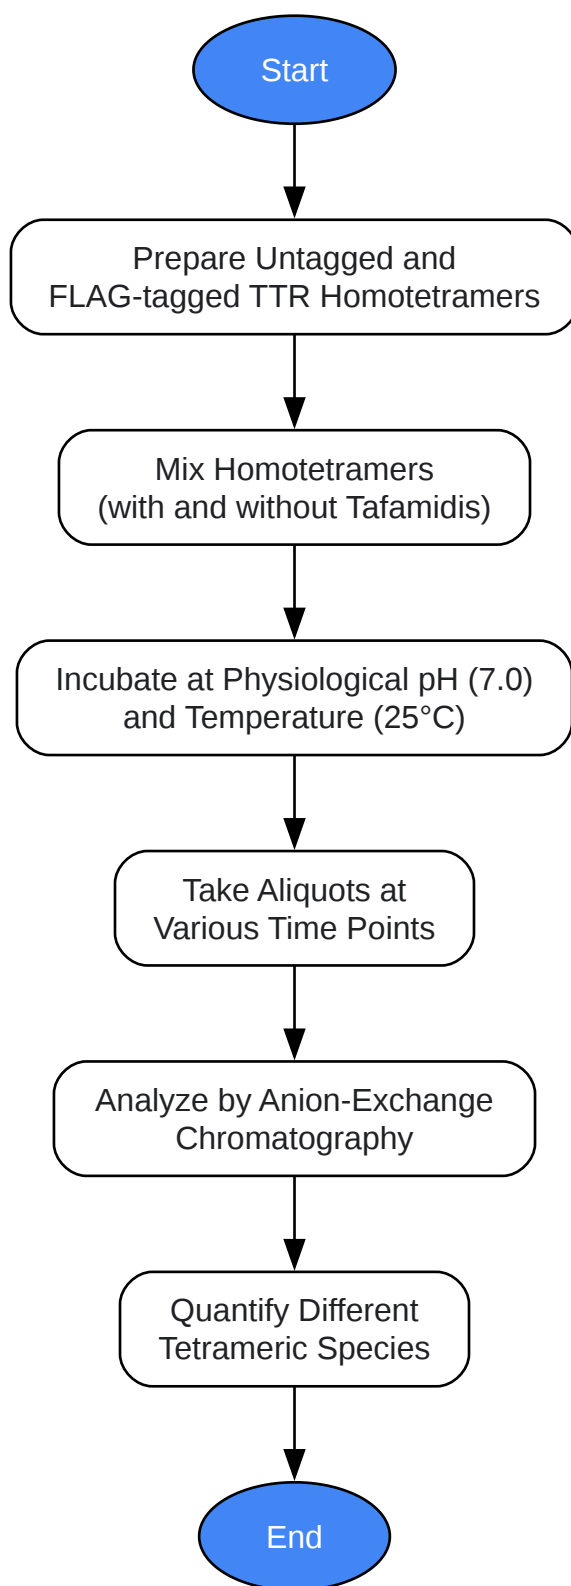 Start
Prepare Untagged and
FLAG-tagged TTR Homotetramers
Mix Homotetramers
(with and without Tafamidis)
Incubate at Physiological pH (7.0)
and Temperature (25°C)
Take Aliquots at
Various Time Points
Analyze by Anion-Exchange
Chromatography
Quantify Different
Tetrameric Species
End